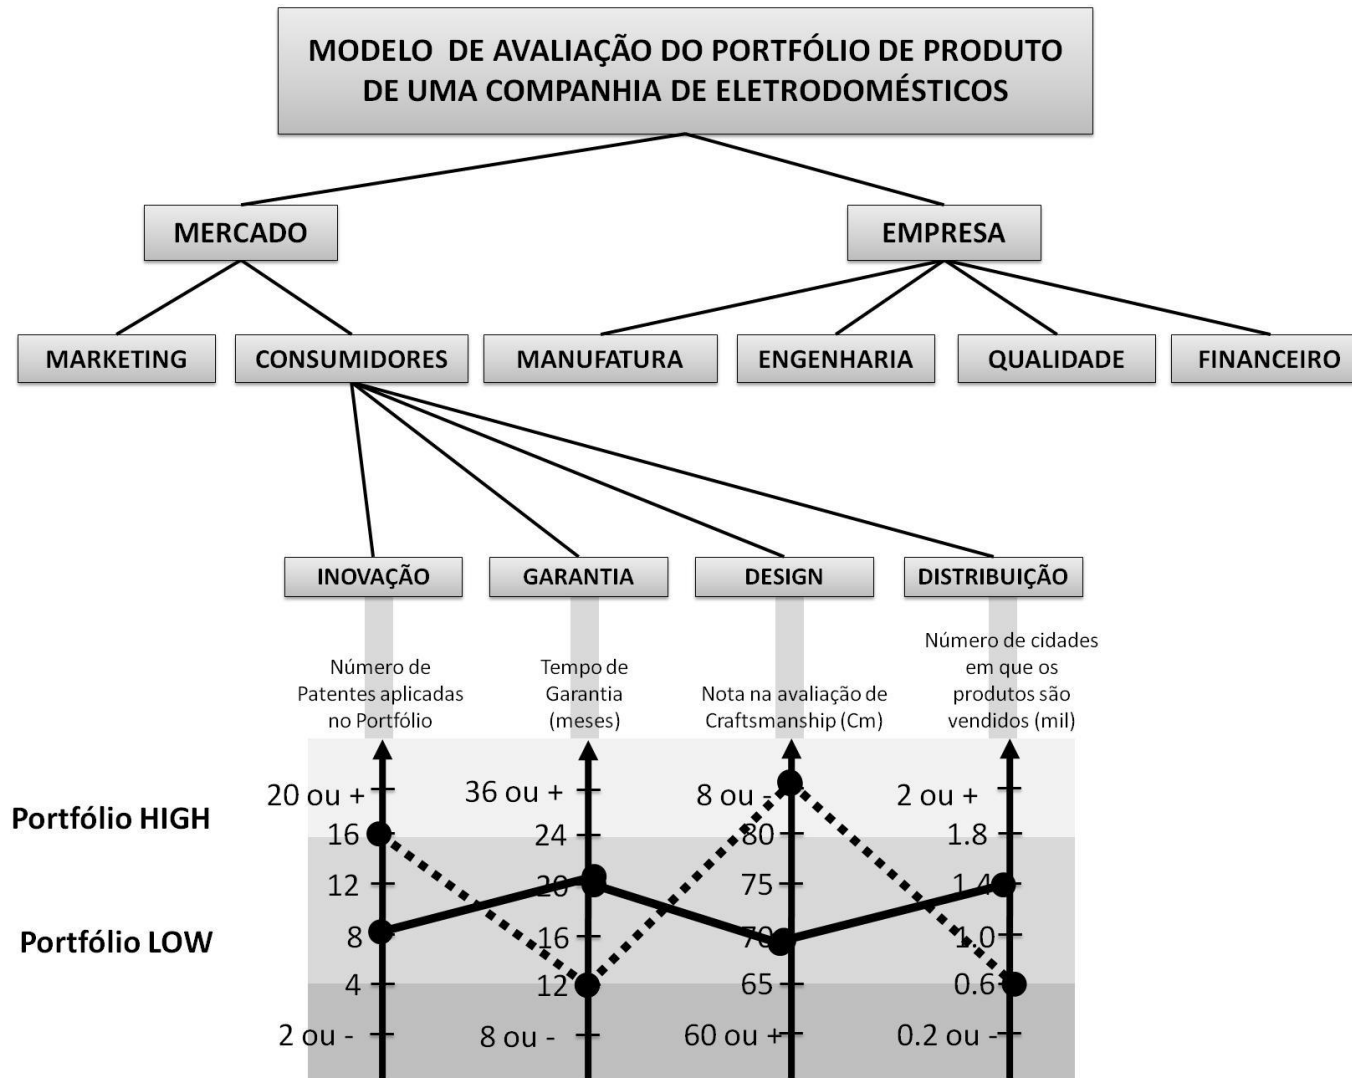 MODELO DE AVALIAÇÃO DO PORTFÓLIO DE PRODUTO
DE UMA COMPANHIA DE ELETRODOMÉSTICOS
MERCADO
EMPRESA
MARKETING
CONSUMIDORES
MANUFATURA
ENGENHARIA
QUALIDADE
FINANCEIRO
INOVAÇÃO
GARANTIA
DESIGN
DISTRIBUIÇÃO
Número de
Patentes aplicadas
no Portfólio
Tempo de
Garantia
(meses)
Nota na avaliação de
Craftsmanship (Cm)
Número de cidades
em que os
produtos são
vendidos (mil)
Portfólio HIGH
Portfólio LOW
20 ou +
16
12
8
4
2 ou -
36 ou +
24
20
16
12
8 ou -
8 ou -
80
75
70
65
60 ou +
2 ou +
1.8
1.4
1.0
0.6
0.2 ou -